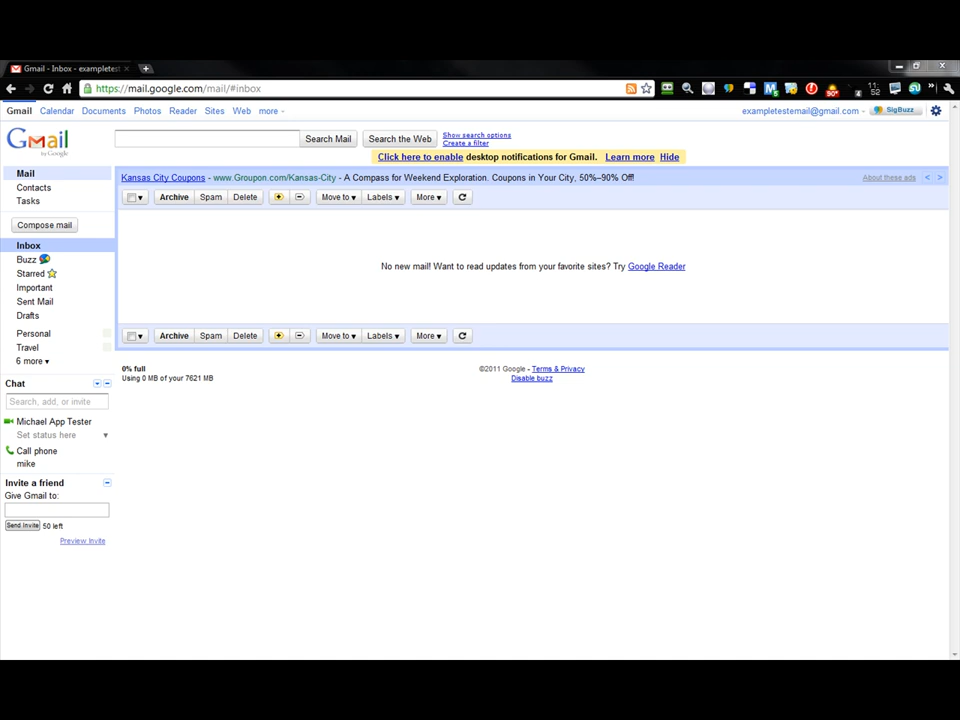 Gmail - Inbox - exampletest
https://mail.google.com/mail/#inbox
11:
52
Gmail Calendar Documents Photos Reader Sites Web more
exampletestemail@gmail.com
SigBuzz
Gmail
by Google
Search Mail
Search the Web
Show search options
Create a filter
Click here to enable desktop notifications for Gmail. Learn more Hide
Mail
Contacts
Tasks
Compose mail
Inbox
Buzz
Starred
Important
Sent Mail
Drafts
Personal
Travel
6 more
Chat
Search, add, or invite
Michael App Tester
Set status here
Call phone
mike
Invite a friend
Give Gmail to:
Send Invite 50 left
Preview Invite
Kansas City Coupons - www.Groupon.com/Kansas-City - A Compass for Weekend Exploration. Coupons in Your City, 50%–90% Off!
About these ads < >
Archive Spam Delete Move to Labels More
No new mail! Want to read updates from your favorite sites? Try Google Reader
Archive Spam Delete Move to Labels More
0% full
Using 0 MB of your 7621 MB
©2011 Google - Terms & Privacy
Disable buzz